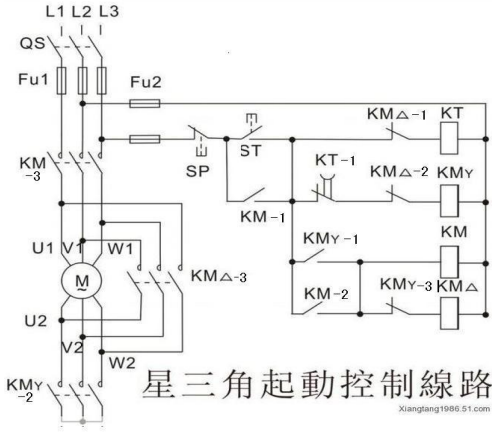 L1 L2 L3
QS
Fu1
Fu2
KM△-1 KT
SP
ST
KM
-3
KT-1
KM△-2 KMY
KM-1
U1 V1 W1
KMY-1
KM
M
~
KM△-3
KM-2
KMY-3 KM△
U2
V2
W2
KMY
-2
星三角起動控制線路
Xiangtang1986.51.com